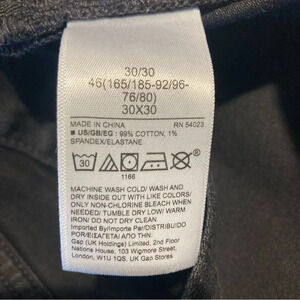 30/30
46(165/185-92/96-
76/80)
30X30
MADE IN CHINA RN 54023
■ US/GB/EG : 99% COTTON, 1%
SPANDEX/ELASTANE
30
1166
MACHINE WASH COLD/ WASH AND
DRY INSIDE OUT WITH LIKE COLORS/
ONLY NON-CHLORINE BLEACH WHEN
NEEDED/ TUMBLE DRY LOW/ WARM
IRON/ DO NOT DRY CLEAN
Imported By/Importe Par/DISTRIBUIDO
POR/ΕΙΣΑΓΕΤΑΙ ΑΠΟ ΤΗΝ:
Gap (UK Holdings) Limited, 2nd Floor
Nations House, 103 Wigmore Street,
London, W1U 1QS, UK Gap Stores